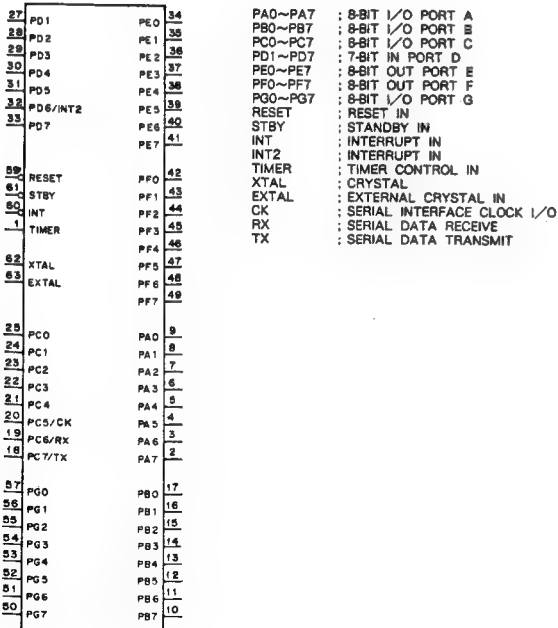 27 PD1 PE0 34
28 PD2 PE1 35
29 PD3 PE2 36
30 PD4 PE3 37
31 PD5 PE4 38
32 PD6/INT2 PE5 39
33 PD7 PE6 40
PE7 41
59 RESET PF0 42
61 STBY PF1 43
60 INT PF2 44
1 TIMER PF3 45
PF4 46
62 XTAL PF5 47
63 EXTAL PF6 48
PF7 49
25 PC0 PA0 9
24 PC1 PA1 8
23 PC2 PA2 7
22 PC3 PA3 6
21 PC4 PA4 5
20 PC5/CK PA5 4
19 PC6/RX PA6 3
18 PC7/TX PA7 2
57 PG0 PB0 17
56 PG1 PB1 16
55 PG2 PB2 15
54 PG3 PB3 14
53 PG4 PB4 13
52 PG5 PB5 12
51 PG6 PB6 11
50 PG7 PB7 10
PA0~PA7 ; 8-BIT I/O PORT A
PB0~PB7 ; 8-BIT I/O PORT B
PC0~PC7 ; 8-BIT I/O PORT C
PD1~PD7 ; 7-BIT IN PORT D
PE0~PE7 ; 8-BIT OUT PORT E
PF0~PF7 ; 8-BIT OUT PORT F
PG0~PG7 ; 8-BIT I/O PORT G
RESET ; RESET IN
STBY ; STANDBY IN
INT ; INTERRUPT IN
INT2 ; INTERRUPT IN
TIMER ; TIMER CONTROL IN
XTAL ; CRYSTAL
EXTAL ; EXTERNAL CRYSTAL IN
CK ; SERIAL INTERFACE CLOCK I/O
RX ; SERIAL DATA RECEIVE
TX ; SERIAL DATA TRANSMIT